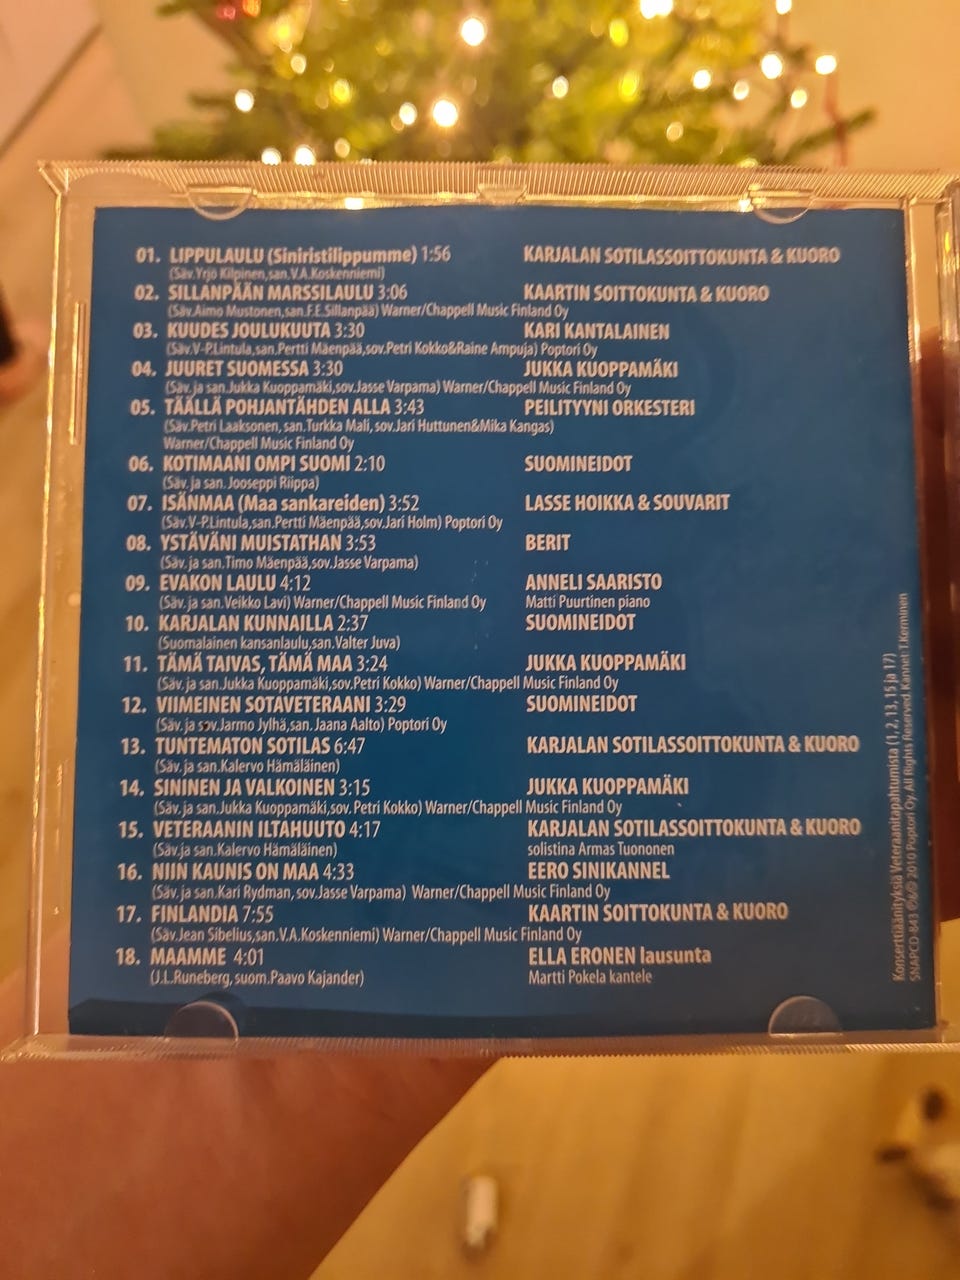 01. LIPPULAULU (Siniristilippumme) 1:56 KARJALAN SOTILASSOITTOKUNTA & KUORO
(Säv. Yrjö Kilpinen,san.V.A.Koskenniemi)
02. SILLANPÄÄN MARSSILAULU 3:06 KAARTIN SOITTOKUNTA & KUORO
(Säv.Aimo Mustonen,san.F.E.Sillanpää) Warner/Chappell Music Finland Oy
03. KUUDES JOULUKUUTA 3:30 KARI KANTALAINEN
(Säv.V-P.Lintula,san.Pertti Mäenpää,sov.Petri Kokko&Raine Ampuja) Poptori Oy
04. JUURET SUOMESSA 3:30 JUKKA KUOPPAMÄKI
(Säv. ja san.Jukka Kuoppamäki,sov.Jasse Varpama) Warner/Chappell Music Finland Oy
05. TÄÄLLÄ POHJANTÄHDEN ALLA 3:43 PEILITYYNI ORKESTERI
(Säv.Petri Laaksonen, san.Turkka Mali, sov.Jari Huttunen&Mika Kangas)
Warner/Chappell Music Finland Oy
06. KOTIMAANI OMPI SUOMI 2:10 SUOMINEIDOT
(Säv. ja san. Jooseppi Riippa)
07. ISÄNMAA (Maa sankareiden) 3:52 LASSE HOIKKA & SOUVARIT
(Säv.V-P.Lintula,san.Pertti Mäenpää,sov.Jari Holm) Poptori Oy
08. YSTÄVÄNI MUISTATHAN 3:53 BERIT
(Säv. ja san.Timo Mäenpää,sov.Jasse Varpama)
09. EVAKON LAULU 4:12 ANNELI SAARISTO
(Säv. ja san.Veikko Lavi) Warner/Chappell Music Finland Oy Matti Puurtinen piano
10. KARJALAN KUNNAILLA 2:37 SUOMINEIDOT
(Suomalainen kansanlaulu,san.Valter Juva)
11. TÄMÄ TAIVAS, TÄMÄ MAA 3:24 JUKKA KUOPPAMÄKI
(Säv. ja san.Jukka Kuoppamäki,sov.Petri Kokko) Warner/Chappell Music Finland Oy
12. VIIMEINEN SOTAVETERAANI 3:29 SUOMINEIDOT
(Säv. ja sov.Jarmo Jylhä,san. Jaana Aalto) Poptori Oy
13. TUNTEMATON SOTILAS 6:47 KARJALAN SOTILASSOITTOKUNTA & KUORO
(Säv. ja san.Kalervo Hämäläinen)
14. SININEN JA VALKOINEN 3:15 JUKKA KUOPPAMÄKI
(Säv. ja san.Jukka Kuoppamäki,sov. Petri Kokko) Warner/Chappell Music Finland Oy
15. VETERAANIN ILTAHUUTO 4:17 KARJALAN SOTILASSOITTOKUNTA & KUORO
(Säv.ja san.Kalervo Hämäläinen) solistina Armas Tuononen
16. NIIN KAUNIS ON MAA 4:33 EERO SINIKANNEL
(Säv. ja san.Kari Rydman, sov.Jasse Varpama) Warner/Chappell Music Finland Oy
17. FINLANDIA 7:55 KAARTIN SOITTOKUNTA & KUORO
(Säv.Jean Sibelius,san.V.A.Koskenniemi) Warner/Chappell Music Finland Oy
18. MAAMME 4:01 ELLA ERONEN lausunta
(J.L.Runeberg, suom.Paavo Kajander) Martti Pokela kantele
Konserttiäänityksiä Veteraanitapahtumista (1, 2, 13, 15 ja 17)
SNAPCD-843 ©&℗ 2010 Poptori Oy. All Rights Reserved. Kannet: T.Kerminen